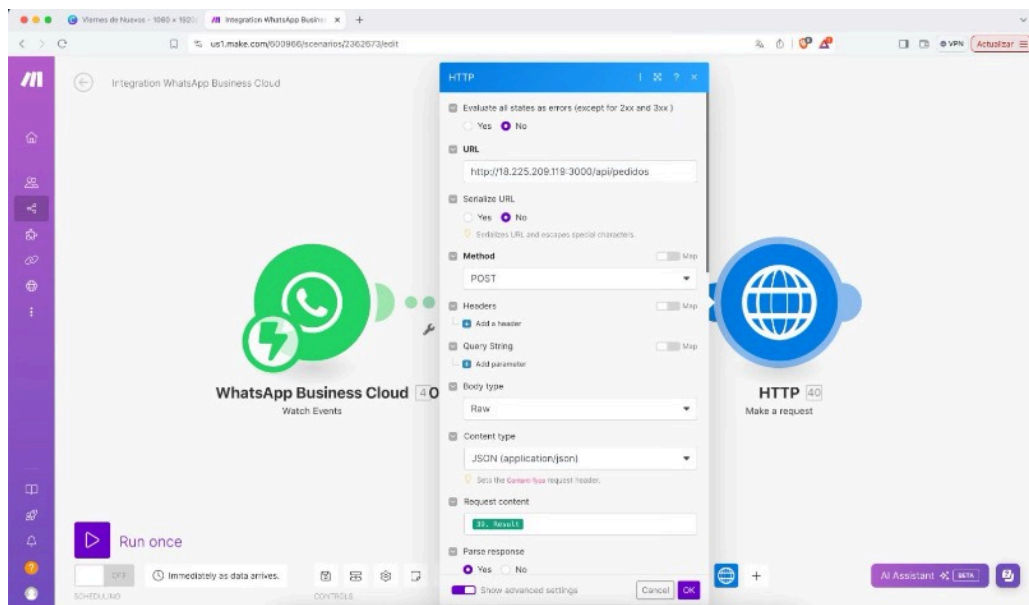 Viernes de Nuevos - 1080 × 1920
Integration WhatsApp Busine
us1.make.com/600966/scenarios/2362673/edit
VPN
Actualizar
Integration WhatsApp Business Cloud
HTTP
Evaluate all states as errors (except for 2xx and 3xx )
Yes No
URL
http://18.225.209.119:3000/api/pedidos
Serialize URL
Yes No
Serializes URL and escapes special characters.
Method Map
POST
Headers Map
Add a header
Query String Map
Add parameter
Body type
Raw
Content type
JSON (application/json)
Sets the Content-Type request header.
Request content
39. Result
Parse response
Yes No
Show advanced settings
Cancel OK
WhatsApp Business Cloud 4 O
Watch Events
HTTP 40
Make a request
Run once
OFF
Immediately as data arrives.
SCHEDULING
CONTROLS
AI Assistant BETA